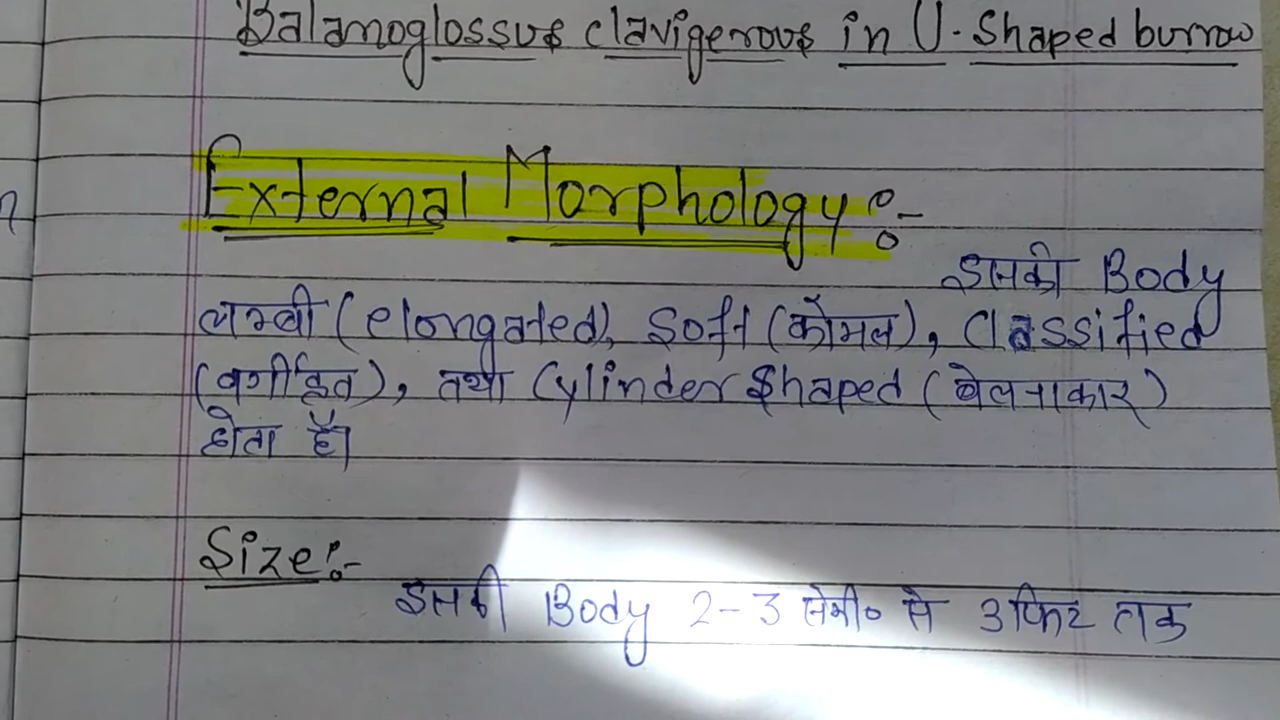 Balamoglossus clavigerous in U-Shaped burrow
External Morphology:-
इसकी Body
लम्बी (elongated), Soft (कोमल), Classified
(वर्गीकृत), तथा Cylinder Shaped (बेलनाकार)
होता है।
Size:-
इसकी Body 2-3 सेमी० से 3 फिट तक